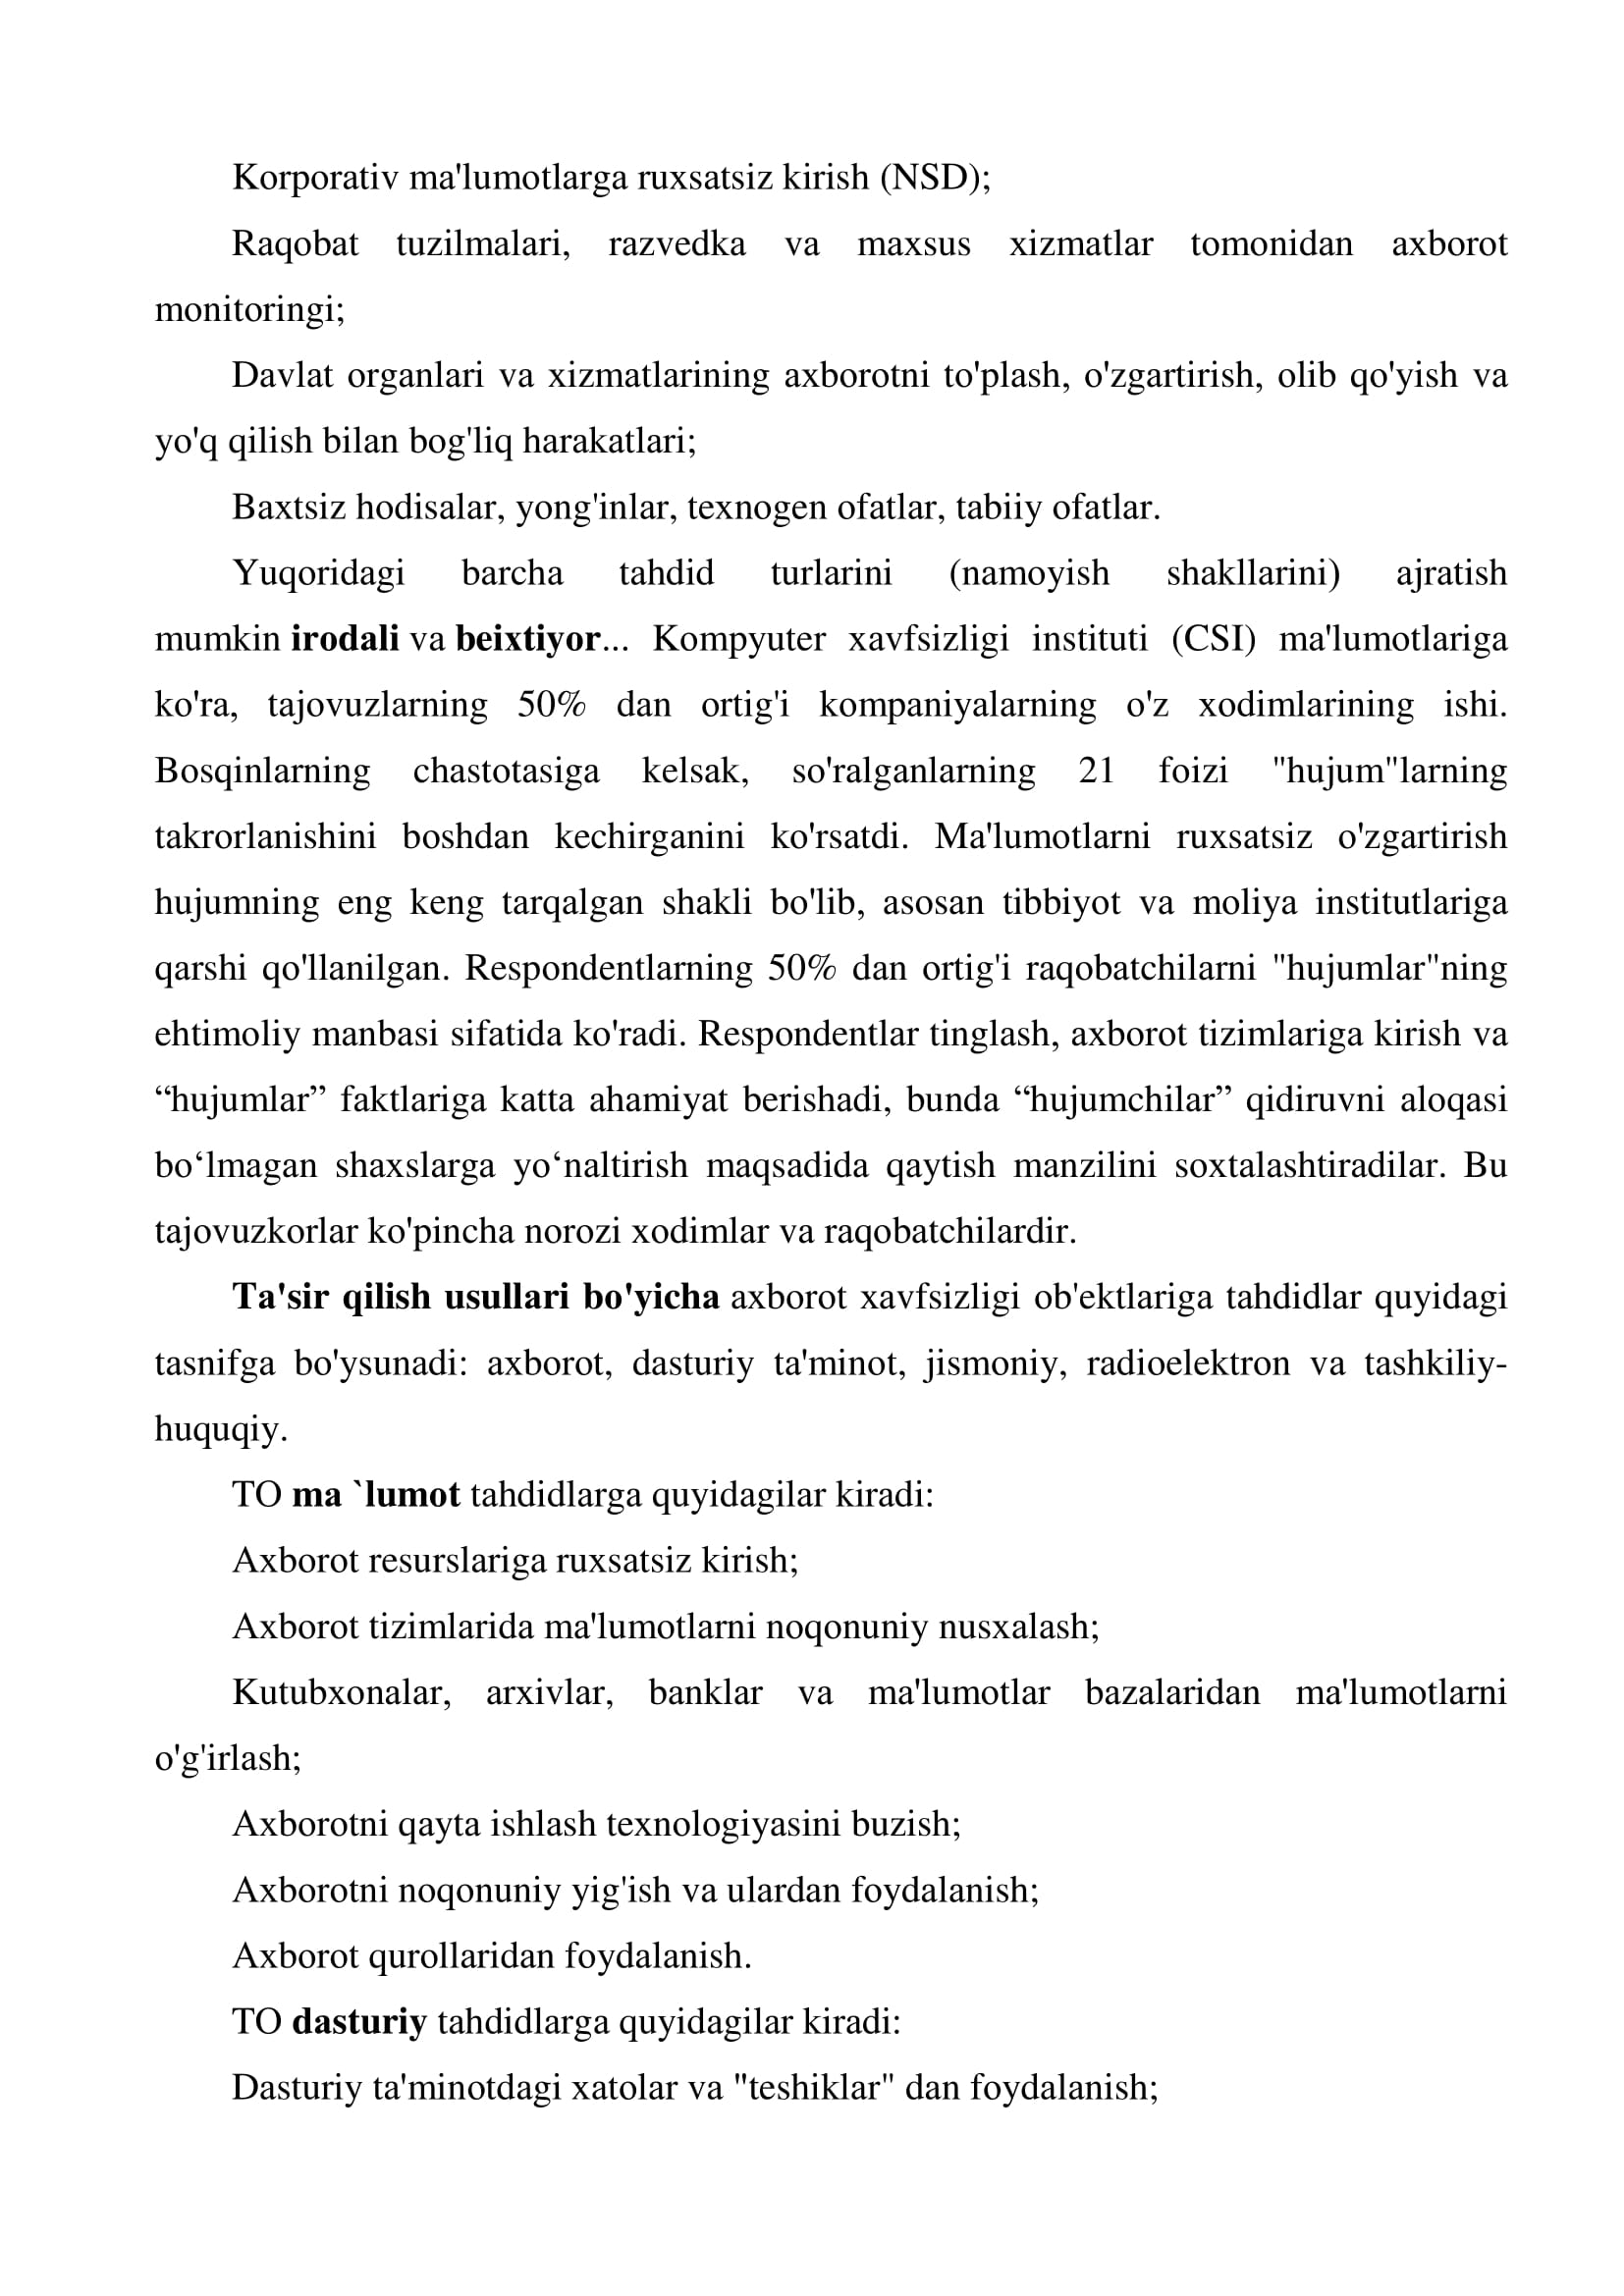 Korporativ ma'lumotlarga ruxsatsiz kirish (NSD);
Raqobat tuzilmalari, razvedka va maxsus xizmatlar tomonidan axborot
monitoringi;
Davlat organlari va xizmatlarining axborotni to'plash, o'zgartirish, olib qo'yish va
yo'q qilish bilan bog'liq harakatlari;
Baxtsiz hodisalar, yong'inlar, texnogen ofatlar, tabiiy ofatlar.
Yuqoridagi barcha tahdid turlarini (namoyish shakllarini) ajratish
mumkin irodali va beixtiyor... Kompyuter xavfsizligi instituti (CSI) ma'lumotlariga
ko'ra, tajovuzlarning 50% dan ortig'i kompaniyalarning o'z xodimlarining ishi.
Bosqinlarning chastotasiga kelsak, so'ralganlarning 21 foizi "hujum"larning
takrorlanishini boshdan kechirganini ko'rsatdi. Ma'lumotlarni ruxsatsiz o'zgartirish
hujumning eng keng tarqalgan shakli bo'lib, asosan tibbiyot va moliya institutlariga
qarshi qo'llanilgan. Respondentlarning 50% dan ortig'i raqobatchilarni "hujumlar"ning
ehtimoliy manbasi sifatida ko'radi. Respondentlar tinglash, axborot tizimlariga kirish va
“hujumlar” faktlariga katta ahamiyat berishadi, bunda “hujumchilar” qidiruvni aloqasi
bo‘lmagan shaxslarga yo‘naltirish maqsadida qaytish manzilini soxtalashtiradilar. Bu
tajovuzkorlar ko'pincha norozi xodimlar va raqobatchilardir.
Ta'sir qilish usullari bo'yicha axborot xavfsizligi ob'ektlariga tahdidlar quyidagi
tasnifga bo'ysunadi: axborot, dasturiy ta'minot, jismoniy, radioelektron va tashkiliy-
huquqiy.
TO ma `lumot tahdidlarga quyidagilar kiradi:
Axborot resurslariga ruxsatsiz kirish;
Axborot tizimlarida ma'lumotlarni noqonuniy nusxalash;
Kutubxonalar, arxivlar, banklar va ma'lumotlar bazalaridan ma'lumotlarni
o'g'irlash;
Axborotni qayta ishlash texnologiyasini buzish;
Axborotni noqonuniy yig'ish va ulardan foydalanish;
Axborot qurollaridan foydalanish.
TO dasturiy tahdidlarga quyidagilar kiradi:
Dasturiy ta'minotdagi xatolar va "teshiklar" dan foydalanish;